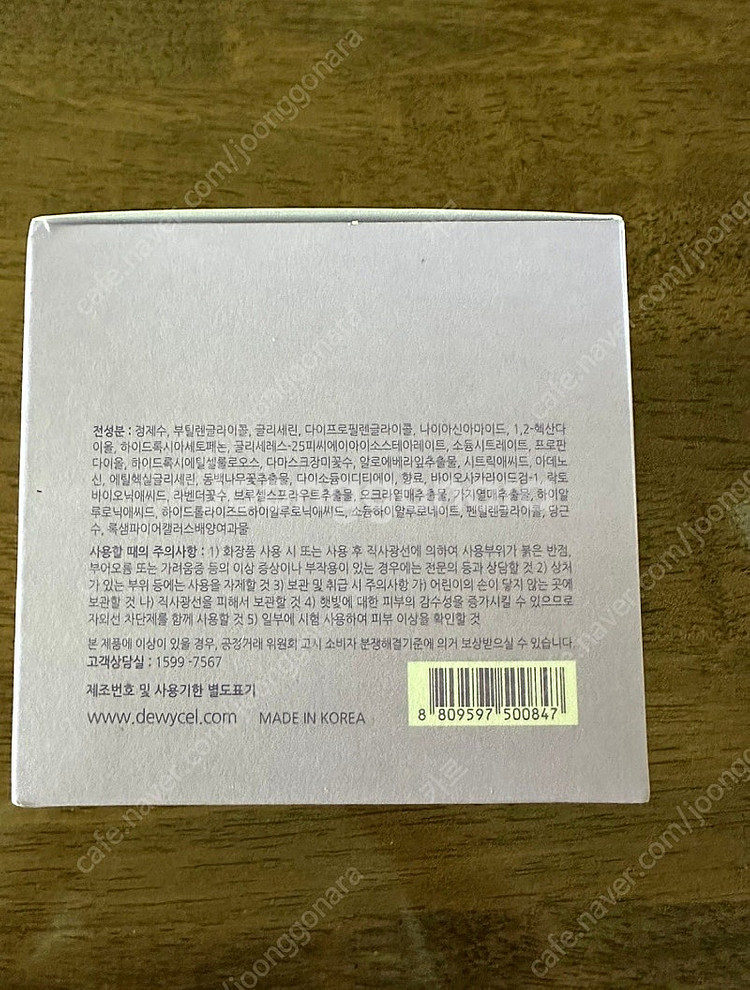 전성분 : 정제수, 부틸렌글라이콜, 글리세린, 다이프로필렌글라이콜, 나이아신아마이드, 1,2-헥산다
이올, 하이드록시아세토페논, 글리세레스-25피씨에이아이소스테아레이트, 소듐시트레이트, 프로판
다이올, 하이드록시에틸셀룰로오스, 다마스크장미꽃수, 알로에베라잎추출물, 시트릭애씨드, 아데노
신, 에틸헥실글리세린, 동백나무꽃추출물, 다이소듐이디티에이, 향료, 바이오사카라이드검-1, 락토
바이오닉애씨드, 라벤더꽃수, 브루셀스프라우트추출물, 오크라열매추출물, 가지열매추출물, 하이알
루로닉애씨드, 하이드롤라이즈드하이알루로닉애씨드, 소듐하이알루로네이트, 펜틸렌글라이콜, 당근
수, 록샘파이어캘러스배양여과물
사용할 때의 주의사항 : 1) 화장품 사용 시 또는 사용 후 직사광선에 의하여 사용부위가 붉은 반점,
부어오름 또는 가려움증 등의 이상 증상이나 부작용이 있는 경우에는 전문의 등과 상담할 것 2) 상처
가 있는 부위 등에는 사용을 자제할 것 3) 보관 및 취급 시 주의사항 가) 어린이의 손이 닿지 않는 곳에
보관할 것 나) 직사광선을 피해서 보관할 것 4) 햇빛에 대한 피부의 감수성을 증가시킬 수 있으므로
자외선 차단제를 함께 사용할 것 5) 일부에 시험 사용하여 피부 이상을 확인할 것
본 제품에 이상이 있을 경우, 공정거래 위원회 고시 소비자 분쟁해결기준에 의거 보상받으실 수 있습니다.
고객상담실 : 1599 -7567
제조번호 및 사용기한 별도표기
www.dewycel.com MADE IN KOREA
8 809597 500847
cafe.naver.com/joonggonara